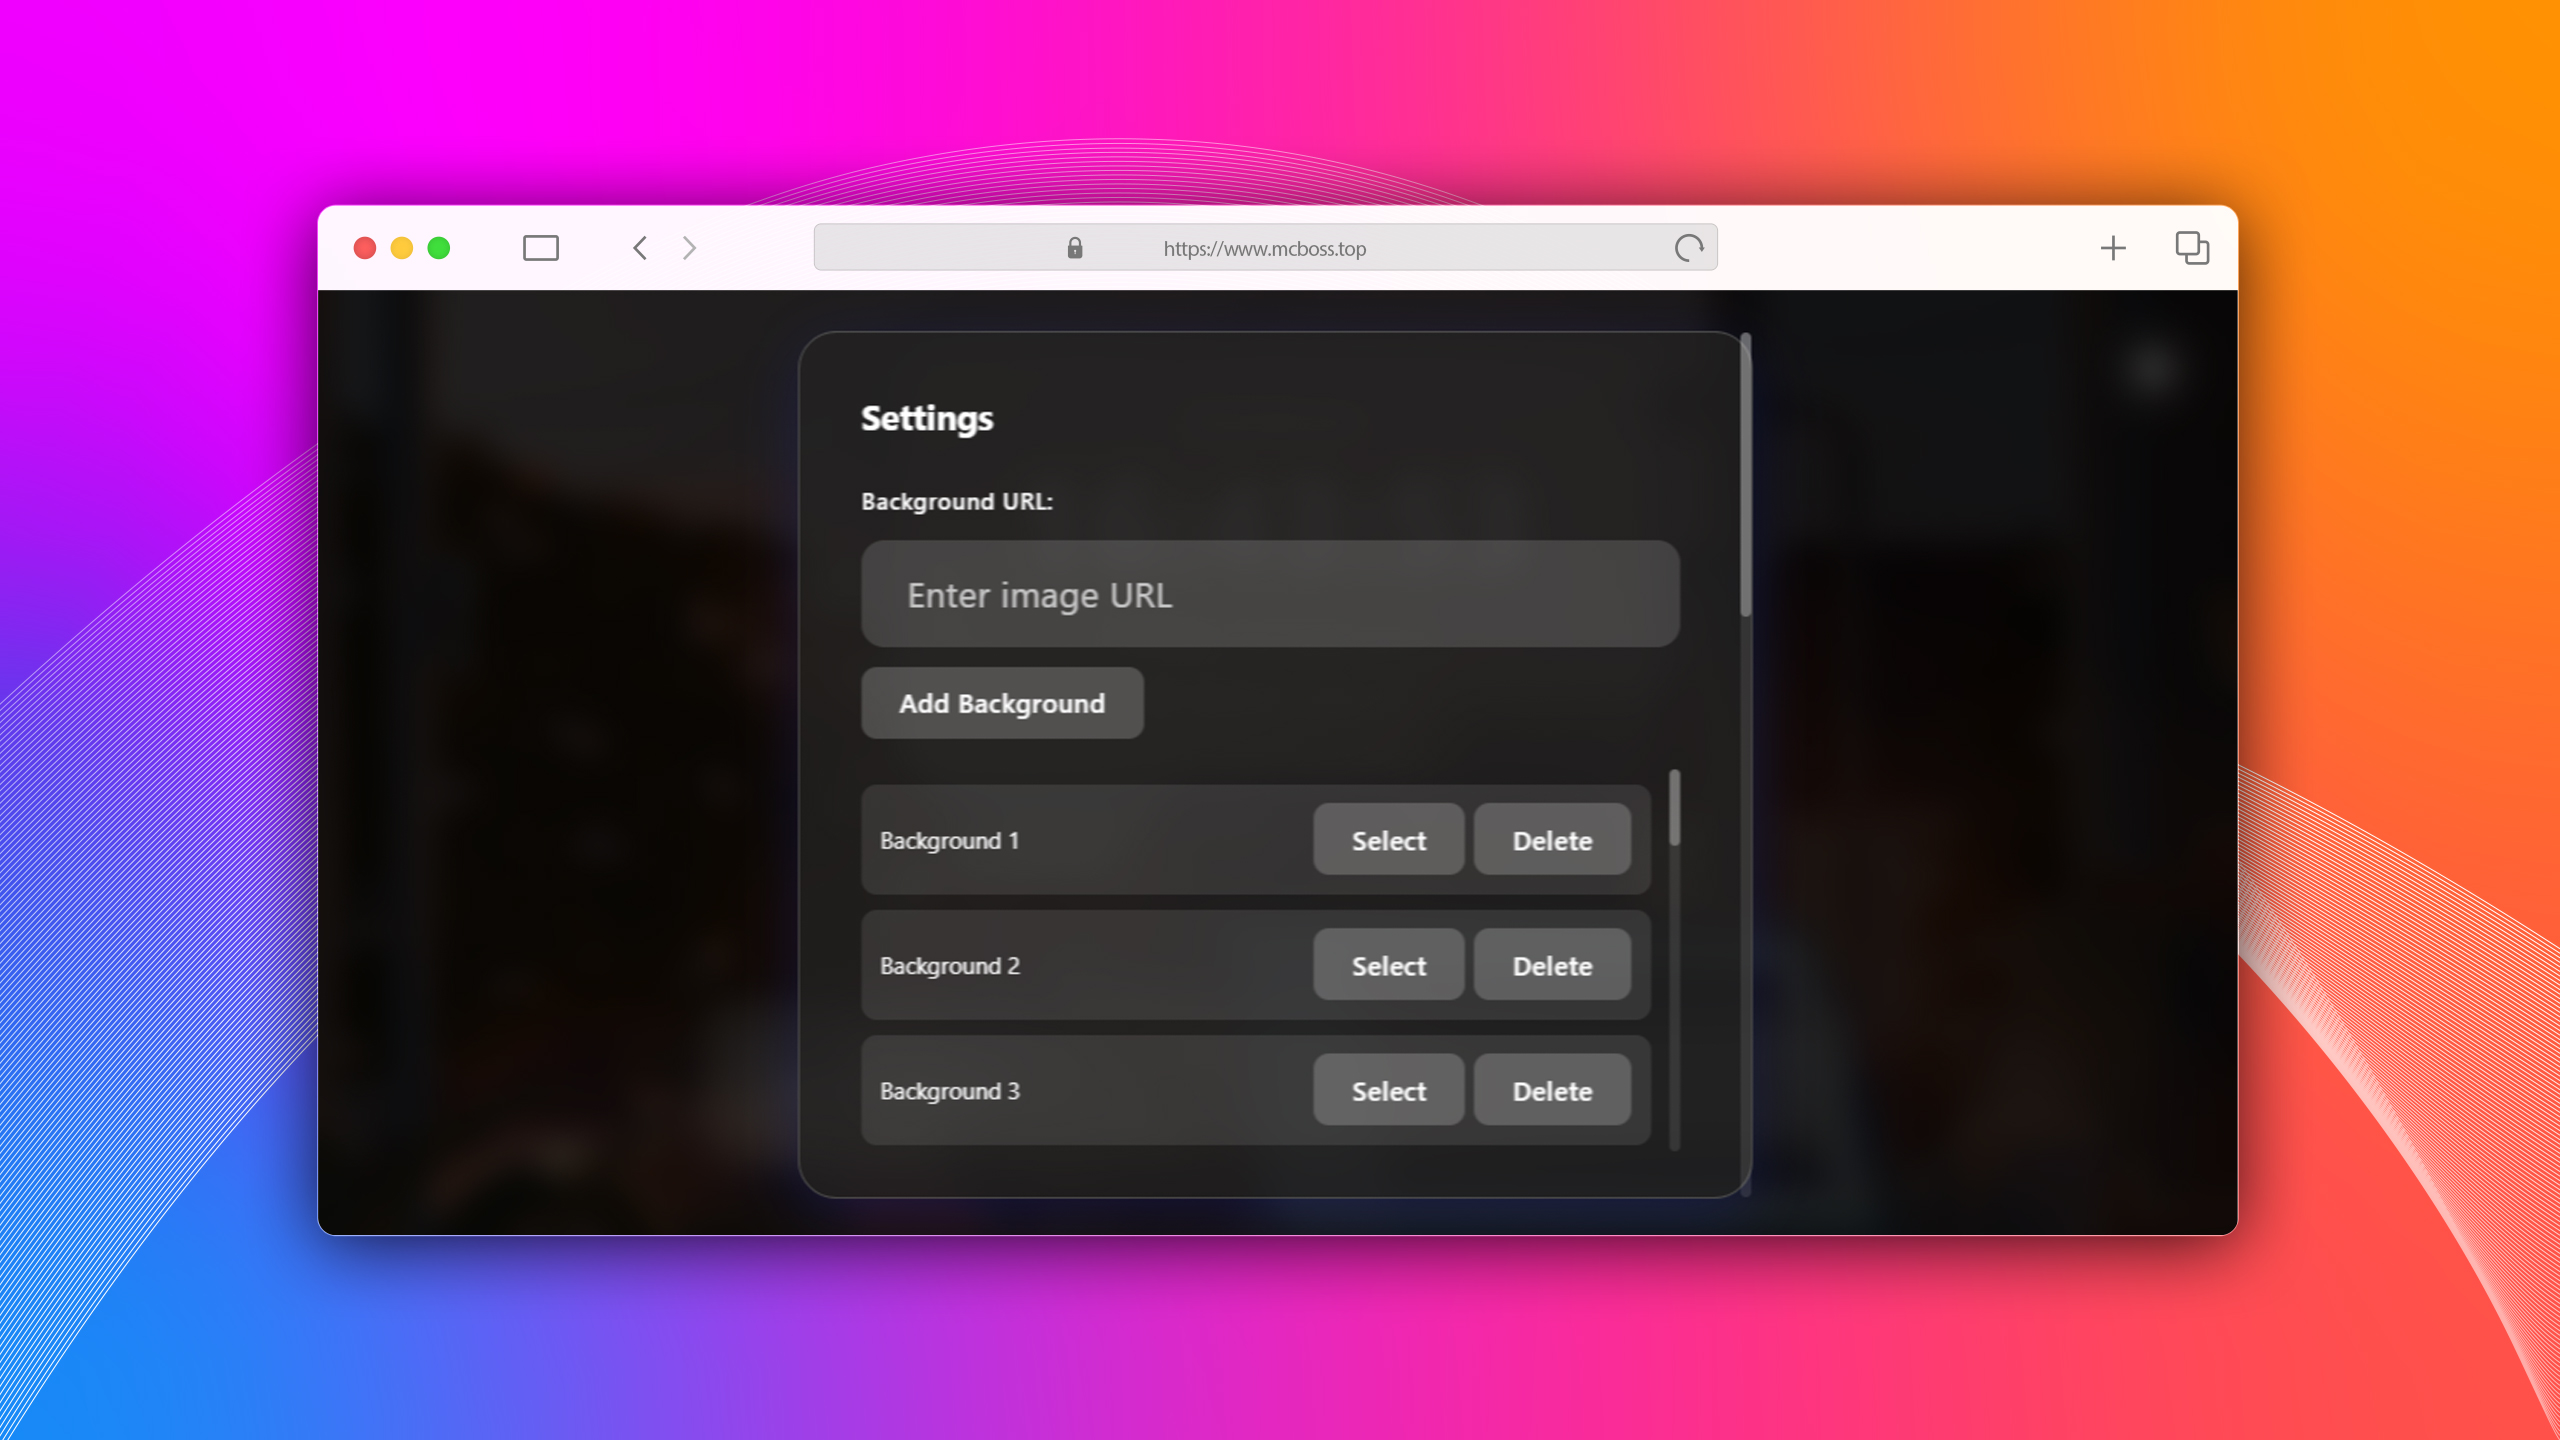 https://www.mcboss.top
Settings
Background URL:
Enter image URL
Add Background
Background 1 Select Delete
Background 2 Select Delete
Background 3 Select Delete